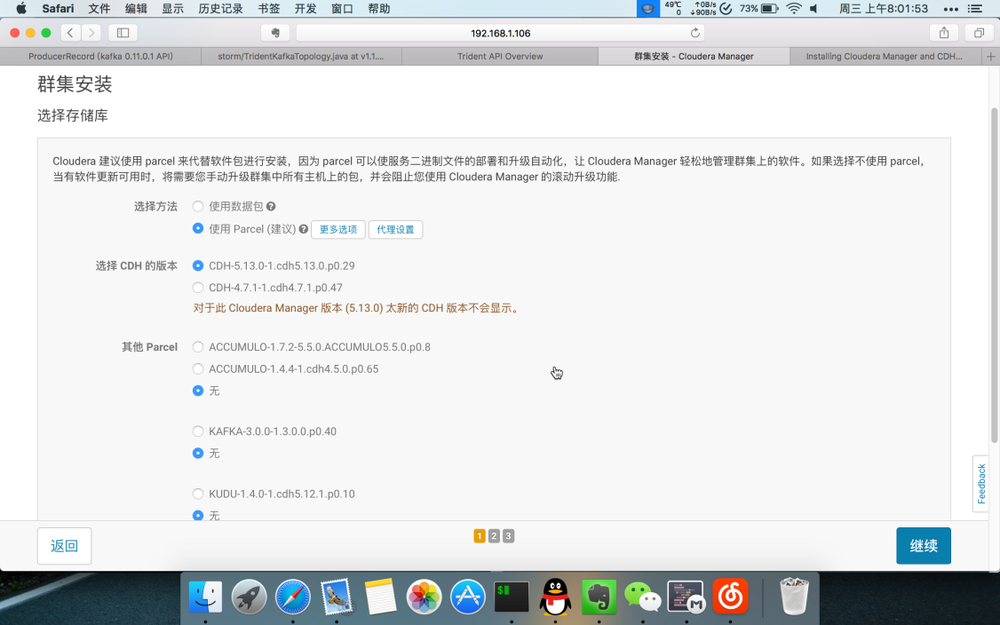 Safari 文件 编辑 显示 历史记录 书签 开发 窗口 帮助 49℃ 0 ↑0B/s ↓90B/s 73% 周三 上午8:01:53
192.168.1.106
ProducerRecord (kafka 0.11.0.1 API) storm/TridentKafkaTopology.java at v1.1.... Trident API Overview 群集安装 - Cloudera Manager Installing Cloudera Manager and CDH...
群集安装
选择存储库
Cloudera 建议使用 parcel 来代替软件包进行安装，因为 parcel 可以使服务二进制文件的部署和升级自动化，让 Cloudera Manager 轻松地管理群集上的软件。如果选择不使用 parcel，
当有软件更新可用时，将需要您手动升级群集中所有主机上的包，并会阻止您使用 Cloudera Manager 的滚动升级功能.
选择方法 使用数据包 ?
使用 Parcel (建议) ? 更多选项 代理设置
选择 CDH 的版本 CDH-5.13.0-1.cdh5.13.0.p0.29
CDH-4.7.1-1.cdh4.7.1.p0.47
对于此 Cloudera Manager 版本 (5.13.0) 太新的 CDH 版本不会显示。
其他 Parcel ACCUMULO-1.7.2-5.5.0.ACCUMULO5.5.0.p0.8
ACCUMULO-1.4.4-1.cdh4.5.0.p0.65
无
KAFKA-3.0.0-1.3.0.0.p0.40
无
KUDU-1.4.0-1.cdh5.12.1.p0.10
无
Feedback
返回 1 2 3 继续